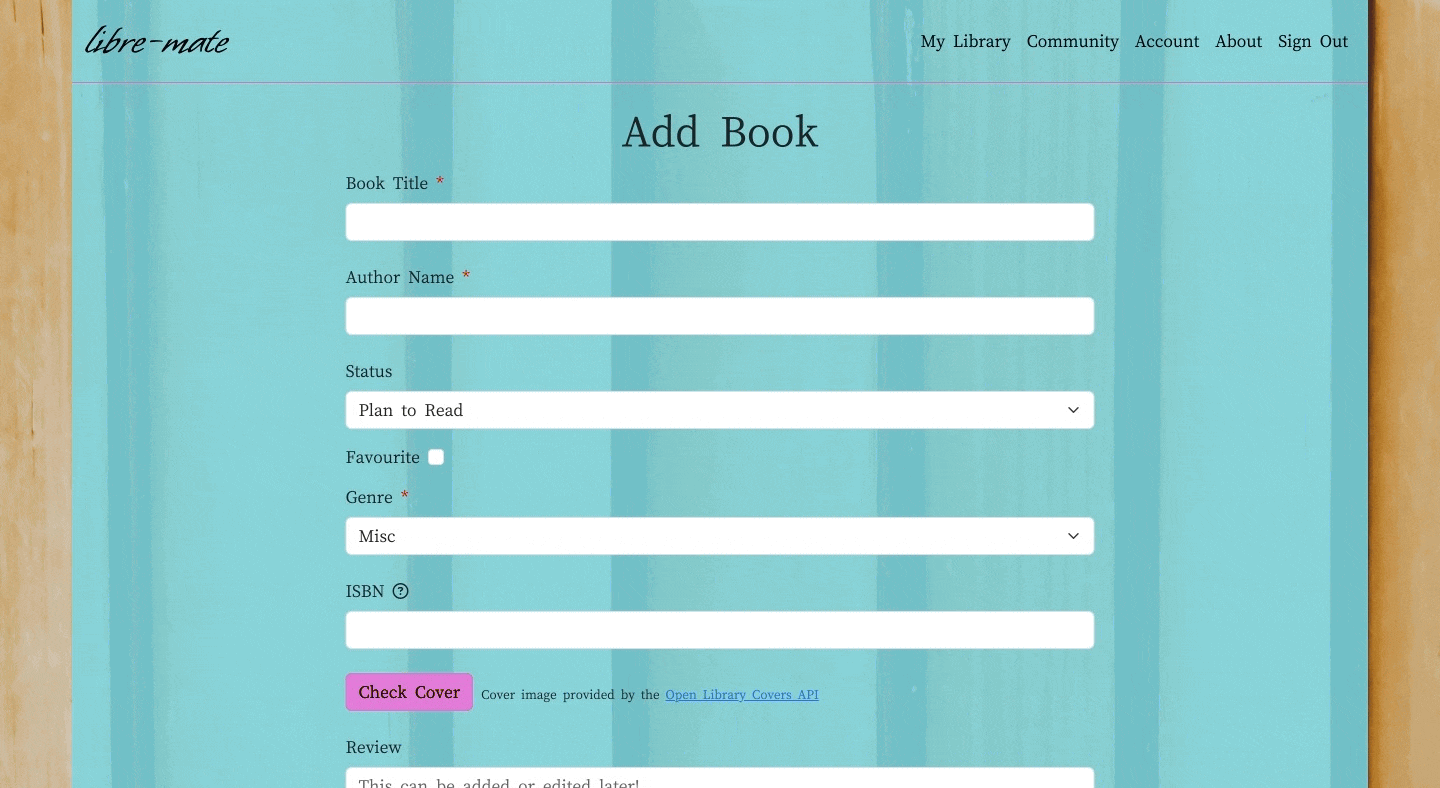 libre-mate
My Library Community Account About Sign Out
Add Book
Book Title *
Author Name *
Status
Plan to Read
Favourite
Genre *
Misc
ISBN ?
Check Cover Cover image provided by the Open Library Covers API
Review
This can be added or edited later!